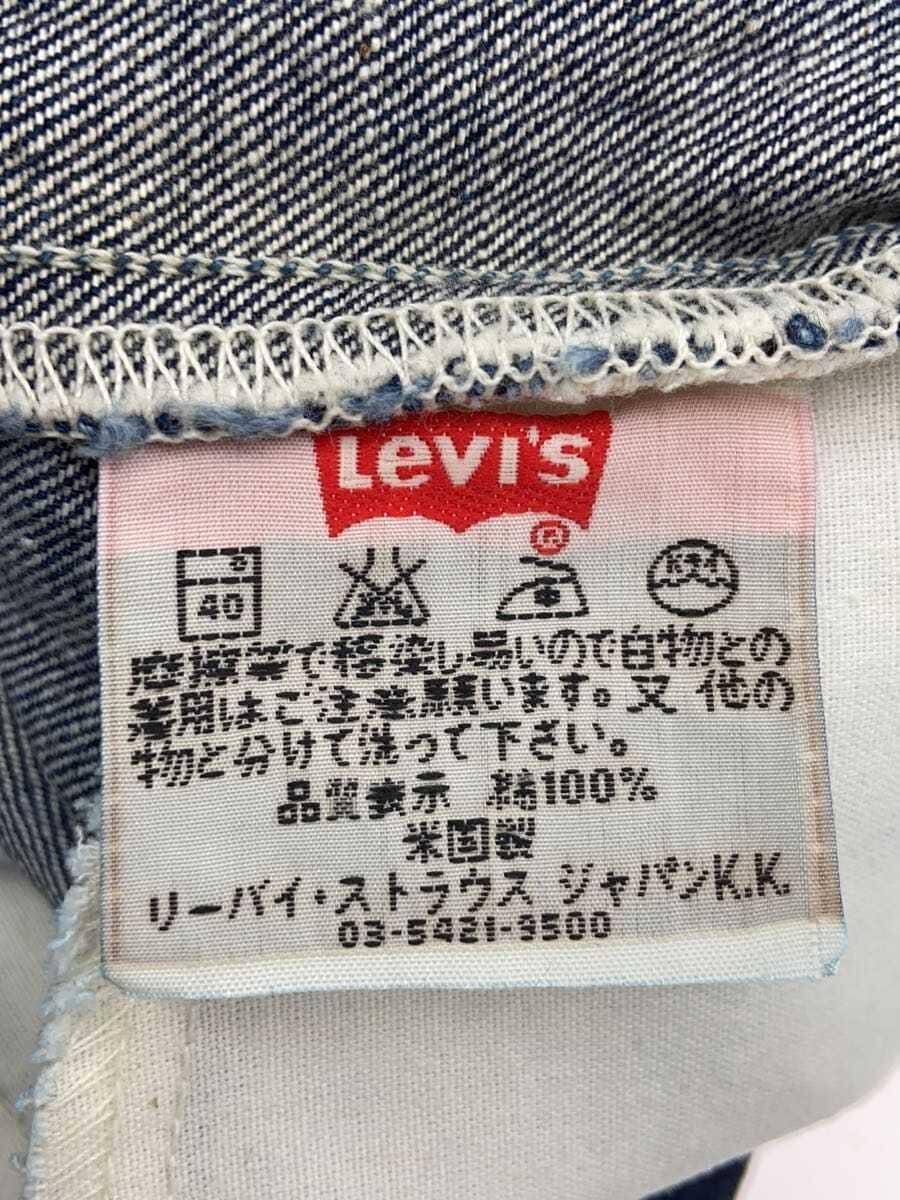 Levi's
®
40
摩擦等で移染し易いので白物との
着用はご注意願います。又 他の
物と分けて洗って下さい。
品質表示 綿100%
米国製
リーバイ・ストラウス ジャパンK.K.
03-5421-9500